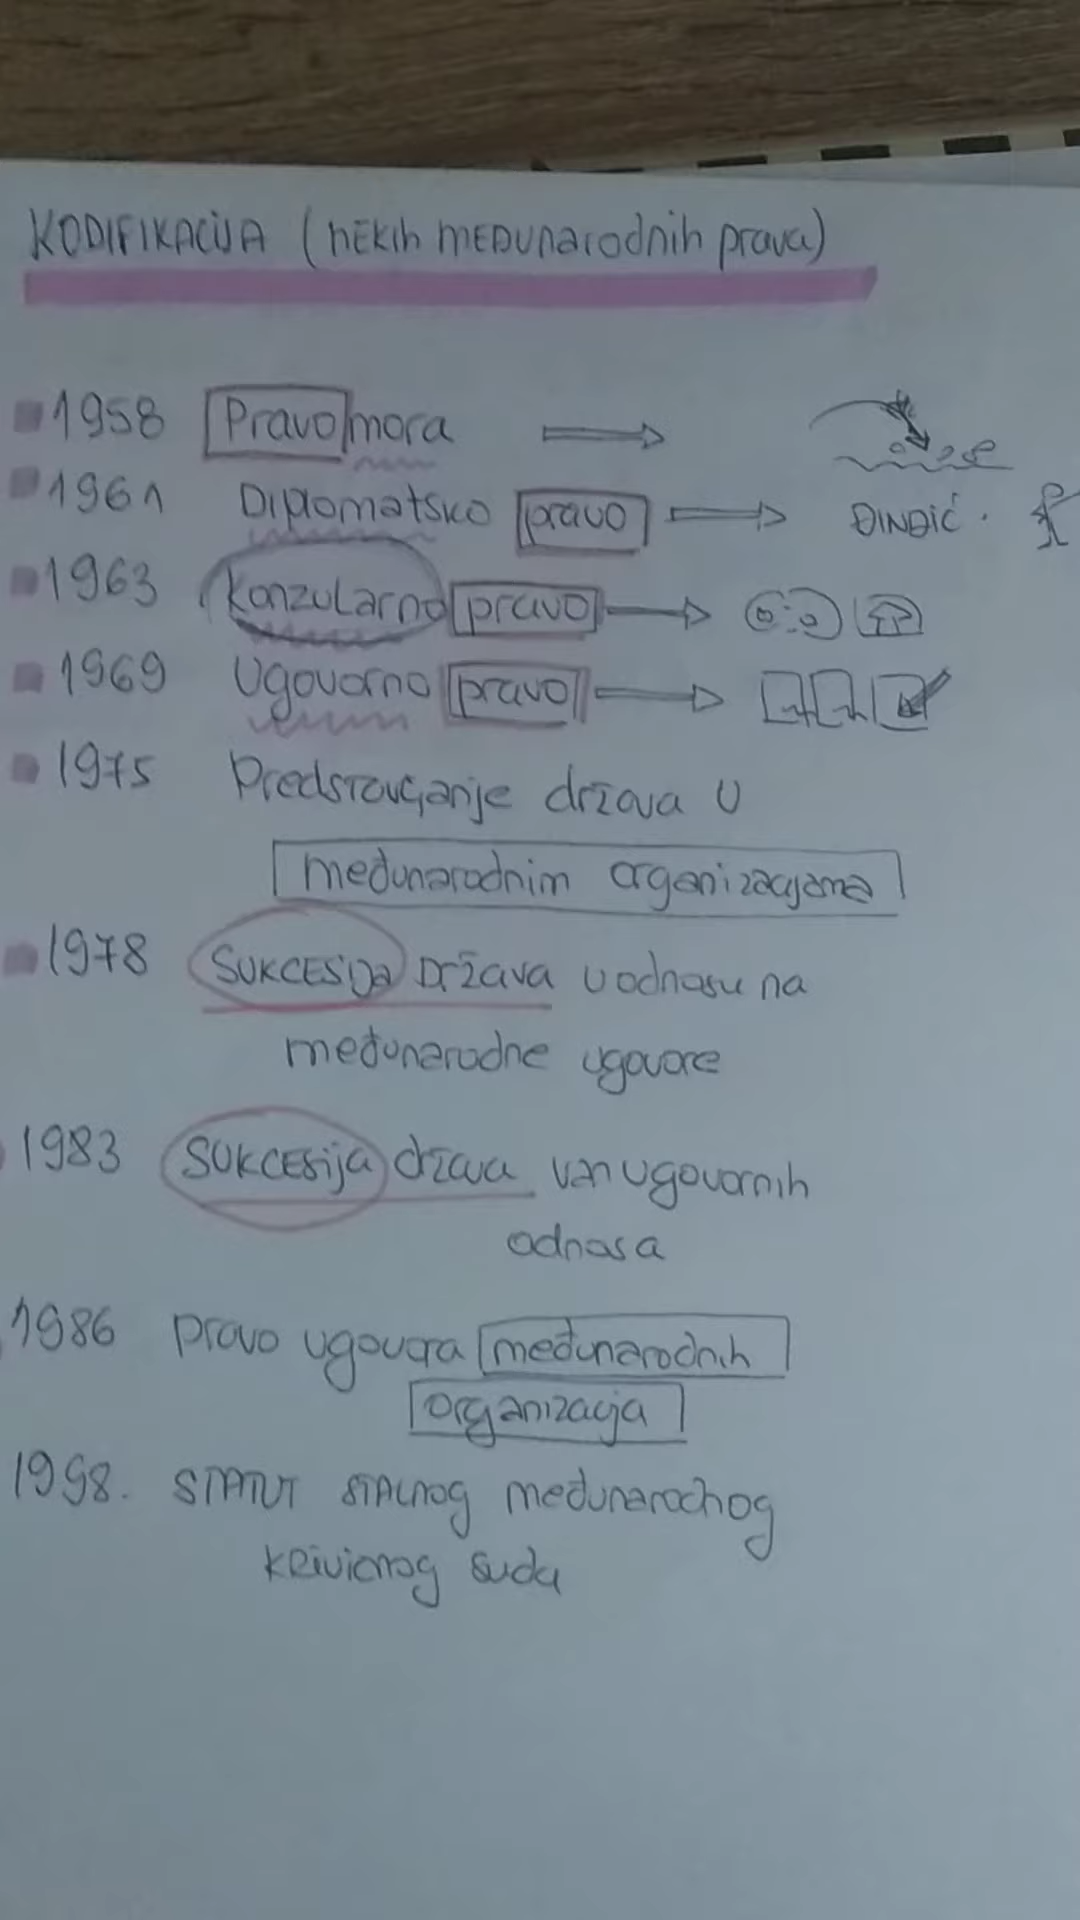 KODIFIKACIJA (nEKih MEĐUnarodnih prava)
1958 Pravo mora
1961 Diplomatsko pravo ĐINĐIĆ.
1963 Konzularno pravo
1969 Ugovorno pravo
1975 Predstavljanje država U
međunarodnim organizacijama
1978 SUKCESIJA DRŽAVA u odnosu na
međunarodne ugovore
1983 SUKCESija država van ugovornih
odnosa
1986 pravo ugovora međunarodnih
organizacija
1998. STATUT STALnog međunarodnog
KRivičnog suda